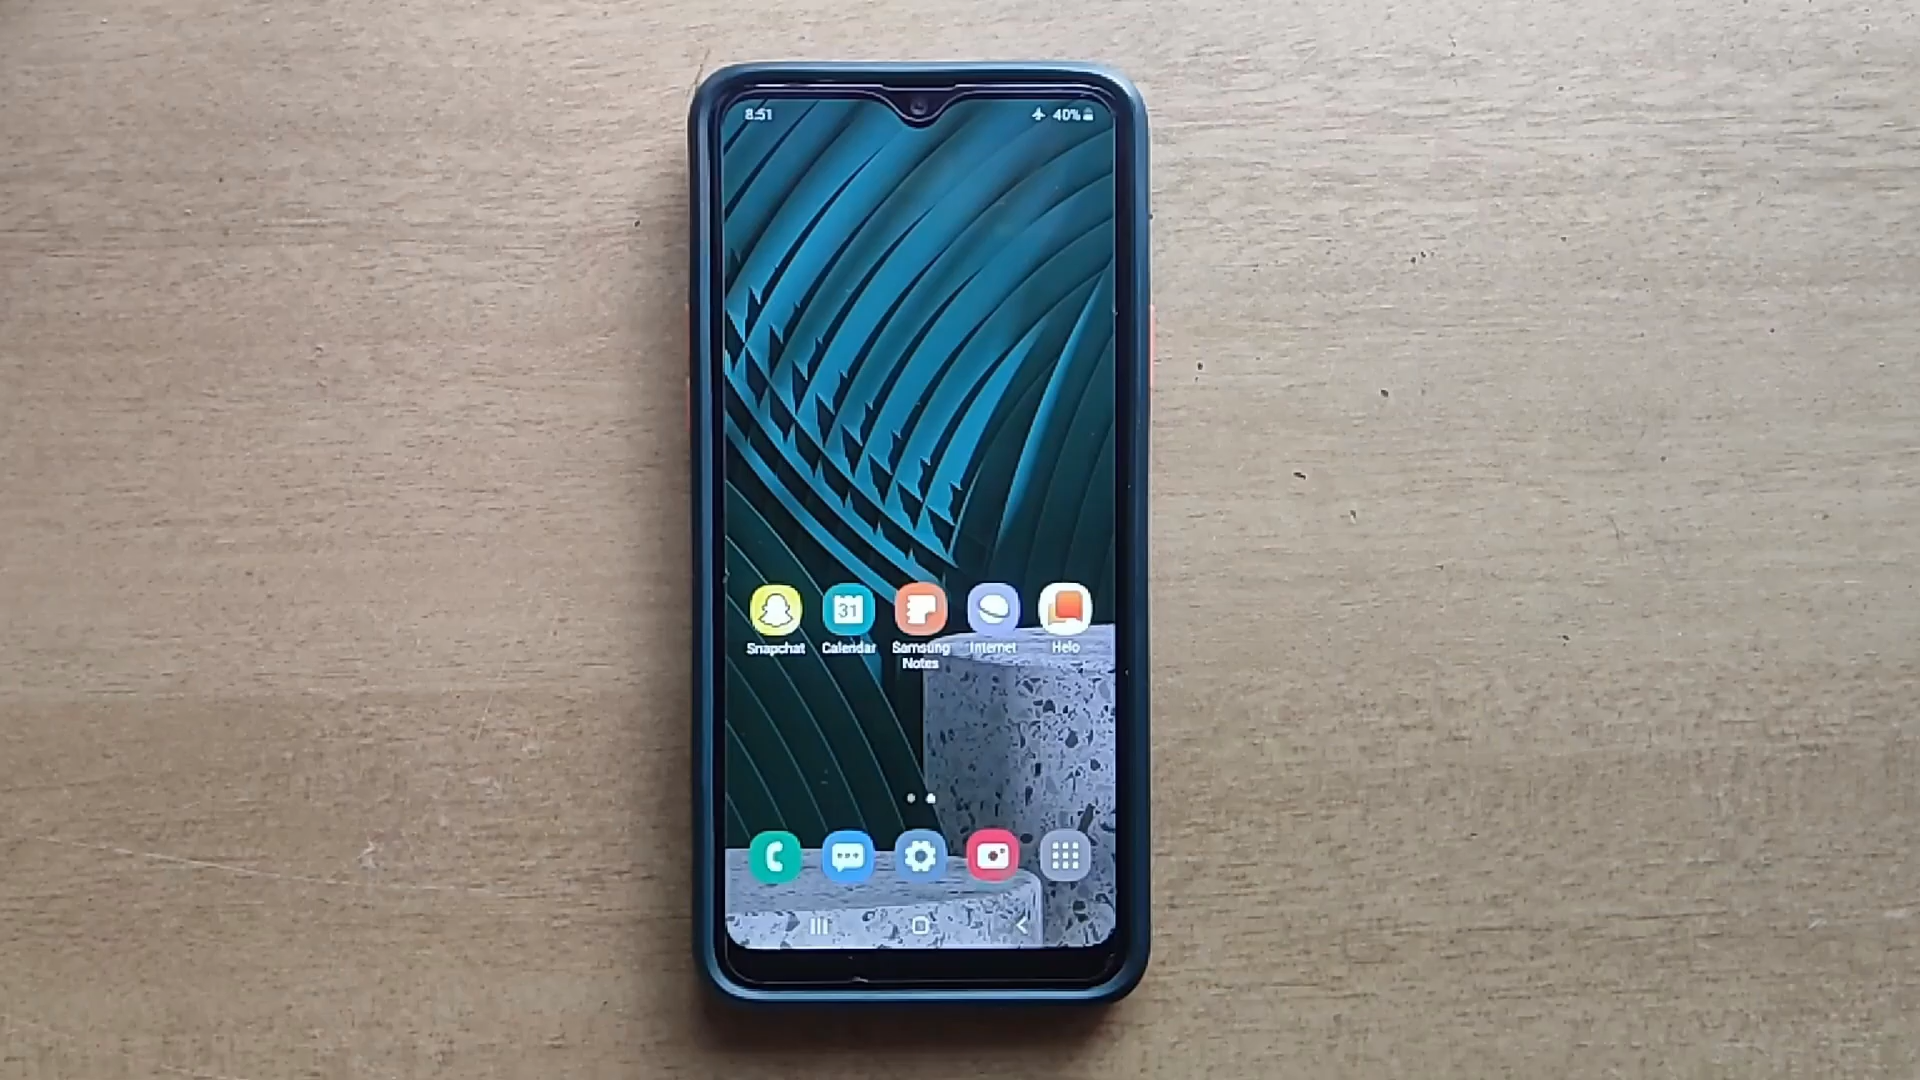 8:51
40%
31
Snapchat
Calendar
Samsung
Notes
Internet
Helo